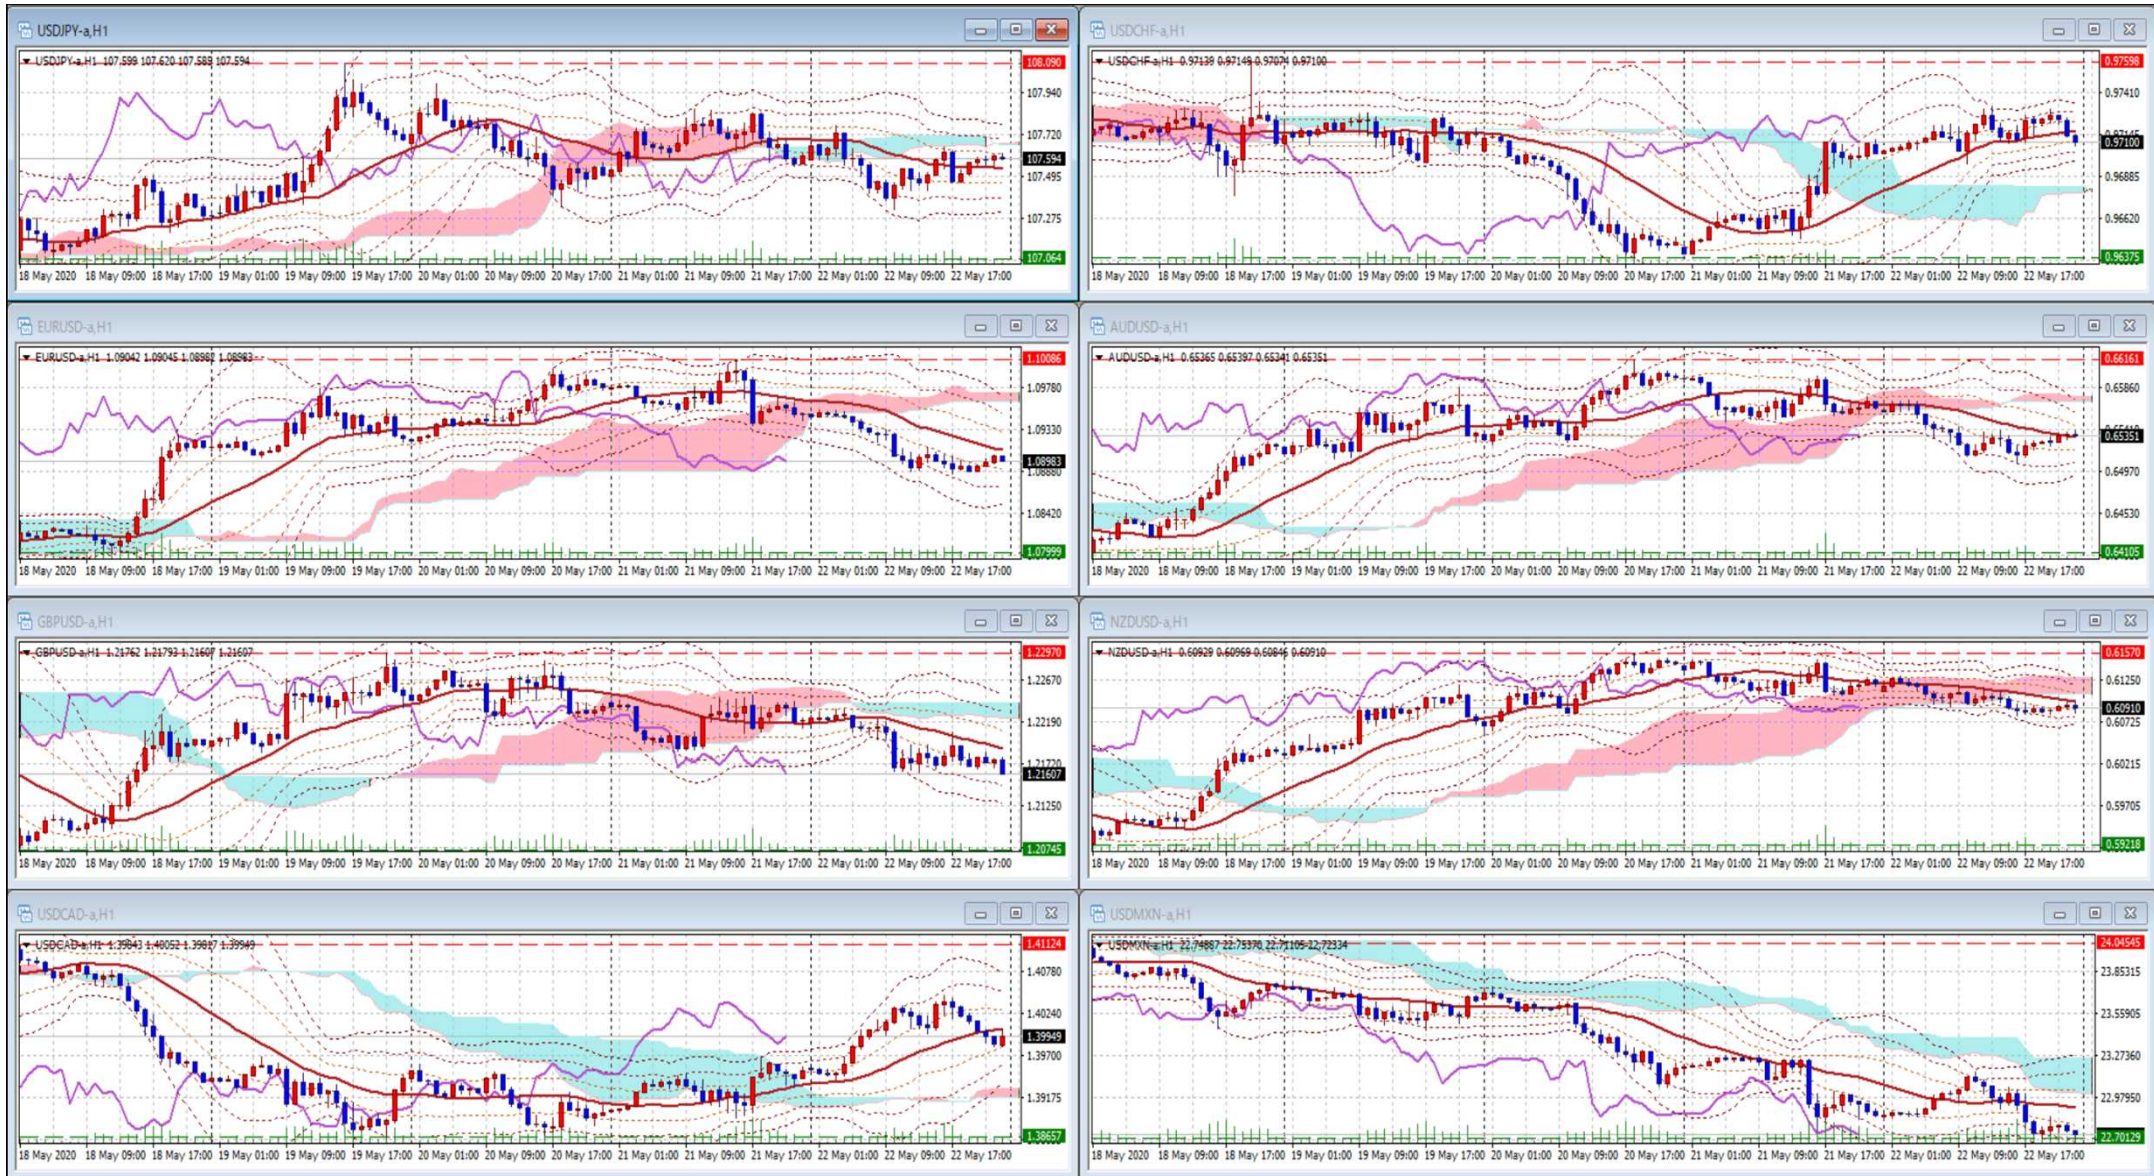 USDJPY-a,H1
USDJPY-a,H1 107.599 107.620 107.589 107.594
108.090
107.940
107.720
107.594
107.495
107.275
107.064
18 May 2020 18 May 09:00 18 May 17:00 19 May 01:00 19 May 09:00 19 May 17:00 20 May 01:00 20 May 09:00 20 May 17:00 21 May 01:00 21 May 09:00 21 May 17:00 22 May 01:00 22 May 09:00 22 May 17:00
USDCHF-a,H1
USDCHF-a,H1 0.97139 0.97149 0.97074 0.97100
0.97598
0.97410
0.97145
0.97100
0.96885
0.96620
0.96375
18 May 2020 18 May 09:00 18 May 17:00 19 May 01:00 19 May 09:00 19 May 17:00 20 May 01:00 20 May 09:00 20 May 17:00 21 May 01:00 21 May 09:00 21 May 17:00 22 May 01:00 22 May 09:00 22 May 17:00
EURUSD-a,H1
EURUSD-a,H1 1.09042 1.09045 1.08982 1.08983
1.10086
1.09780
1.09330
1.08983
1.08880
1.08420
1.07999
18 May 2020 18 May 09:00 18 May 17:00 19 May 01:00 19 May 09:00 19 May 17:00 20 May 01:00 20 May 09:00 20 May 17:00 21 May 01:00 21 May 09:00 21 May 17:00 22 May 01:00 22 May 09:00 22 May 17:00
AUDUSD-a,H1
AUDUSD-a,H1 0.65365 0.65397 0.65341 0.65351
0.66161
0.65860
0.65351
0.64970
0.64530
0.64105
18 May 2020 18 May 09:00 18 May 17:00 19 May 01:00 19 May 09:00 19 May 17:00 20 May 01:00 20 May 09:00 20 May 17:00 21 May 01:00 21 May 09:00 21 May 17:00 22 May 01:00 22 May 09:00 22 May 17:00
GBPUSD-a,H1
GBPUSD-a,H1 1.21762 1.21793 1.21607 1.21607
1.22970
1.22670
1.22190
1.21720
1.21607
1.21250
1.20745
18 May 2020 18 May 09:00 18 May 17:00 19 May 01:00 19 May 09:00 19 May 17:00 20 May 01:00 20 May 09:00 20 May 17:00 21 May 01:00 21 May 09:00 21 May 17:00 22 May 01:00 22 May 09:00 22 May 17:00
NZDUSD-a,H1
NZDUSD-a,H1 0.60929 0.60969 0.60846 0.60910
0.61570
0.61250
0.60910
0.60725
0.60215
0.59705
0.59218
18 May 2020 18 May 09:00 18 May 17:00 19 May 01:00 19 May 09:00 19 May 17:00 20 May 01:00 20 May 09:00 20 May 17:00 21 May 01:00 21 May 09:00 21 May 17:00 22 May 01:00 22 May 09:00 22 May 17:00
USDCAD-a,H1
USDCAD-a,H1 1.39843 1.40052 1.39817 1.39949
1.41124
1.40780
1.40240
1.39949
1.39700
1.39175
1.38657
18 May 2020 18 May 09:00 18 May 17:00 19 May 01:00 19 May 09:00 19 May 17:00 20 May 01:00 20 May 09:00 20 May 17:00 21 May 01:00 21 May 09:00 21 May 17:00 22 May 01:00 22 May 09:00 22 May 17:00
USDMXN-a,H1
USDMXN-a,H1 22.74867 22.75370 22.71105 22.72334
24.04545
23.85315
23.55905
23.27360
22.97950
22.70129
18 May 2020 18 May 09:00 18 May 17:00 19 May 01:00 19 May 09:00 19 May 17:00 20 May 01:00 20 May 09:00 20 May 17:00 21 May 01:00 21 May 09:00 21 May 17:00 22 May 01:00 22 May 09:00 22 May 17:00